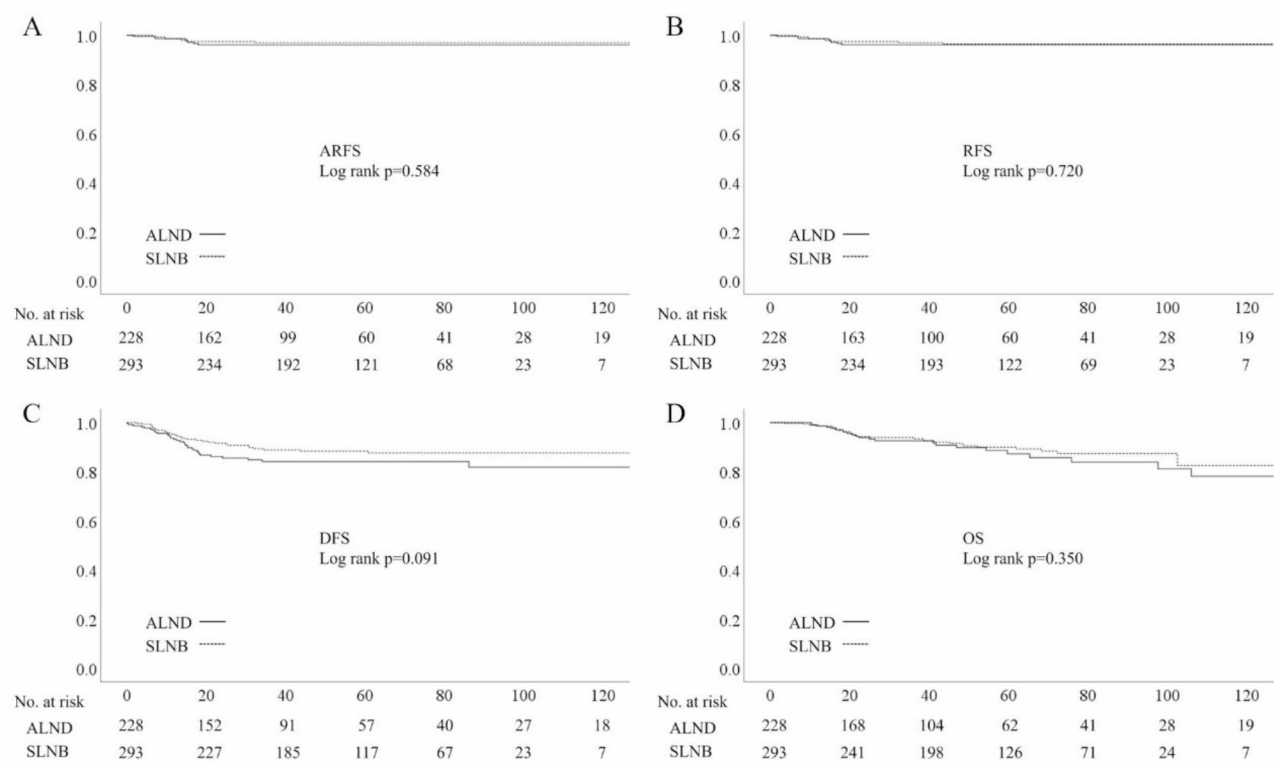 A
1.0
0.8
0.6
0.4
0.2
0.0
ARFS
Log rank p=0.584
ALND
SLNB
0 20 40 60 80 100 120
No. at risk
ALND 228 162 99 60 41 28 19
SLNB 293 234 192 121 68 23 7
B
1.0
0.8
0.6
0.4
0.2
0.0
RFS
Log rank p=0.720
ALND
SLNB
0 20 40 60 80 100 120
No. at risk
ALND 228 163 100 60 41 28 19
SLNB 293 234 193 122 69 23 7
C
1.0
0.8
0.6
0.4
0.2
0.0
DFS
Log rank p=0.091
ALND
SLNB
0 20 40 60 80 100 120
No. at risk
ALND 228 152 91 57 40 27 18
SLNB 293 227 185 117 67 23 7
D
1.0
0.8
0.6
0.4
0.2
0.0
OS
Log rank p=0.350
ALND
SLNB
0 20 40 60 80 100 120
No. at risk
ALND 228 168 104 62 41 28 19
SLNB 293 241 198 126 71 24 7